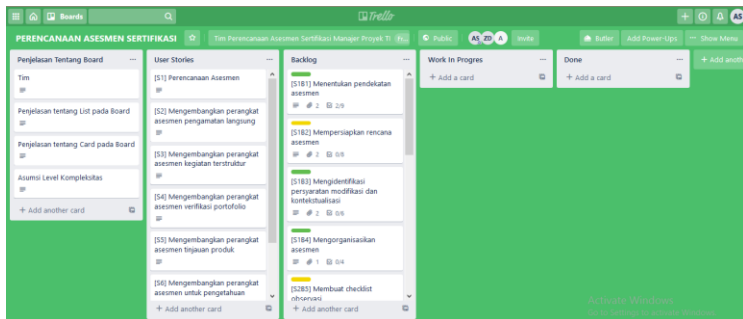 Boards
Trello
PERENCANAAN ASESMEN SERTIFIKASI
Tim Perencanaan Asesmen Sertifikasi Manajer Proyek TI
Public
AS ZD A
Invite
Butler
Add Power-Ups
Show Menu
AS
Penjelasan Tentang Board
Tim
Penjelasan tentang List pada Board
Penjelasan tentang Card pada Board
Asumsi Level Kompleksitas
+ Add another card
User Stories
[S1] Perencanaan Asesmen
[S2] Mengembangkan perangkat
asesmen pengamatan langsung
[S3] Mengembangkan perangkat
asesmen kegiatan terstruktur
[S4] Mengembangkan perangkat
asesmen verifikasi portofolio
[S5] Mengembangkan perangkat
asesmen tinjauan produk
[S6] Mengembangkan perangkat
asesmen untuk pengetahuan
+ Add another card
Backlog
[S1B1] Menentukan pendekatan
asesmen
2 2/9
[S1B2] Mempersiapkan rencana
asesmen
2 0/8
[S1B3] Mengidentifikasi
persyaratan modifikasi dan
kontekstualisasi
2 0/6
[S1B4] Mengorganisasikan
asesmen
1 0/4
[S2B5] Membuat checklist
observasi
+ Add another card
Work In Progres
+ Add a card
Done
+ Add a card
+ Add anoth
Activate Windows